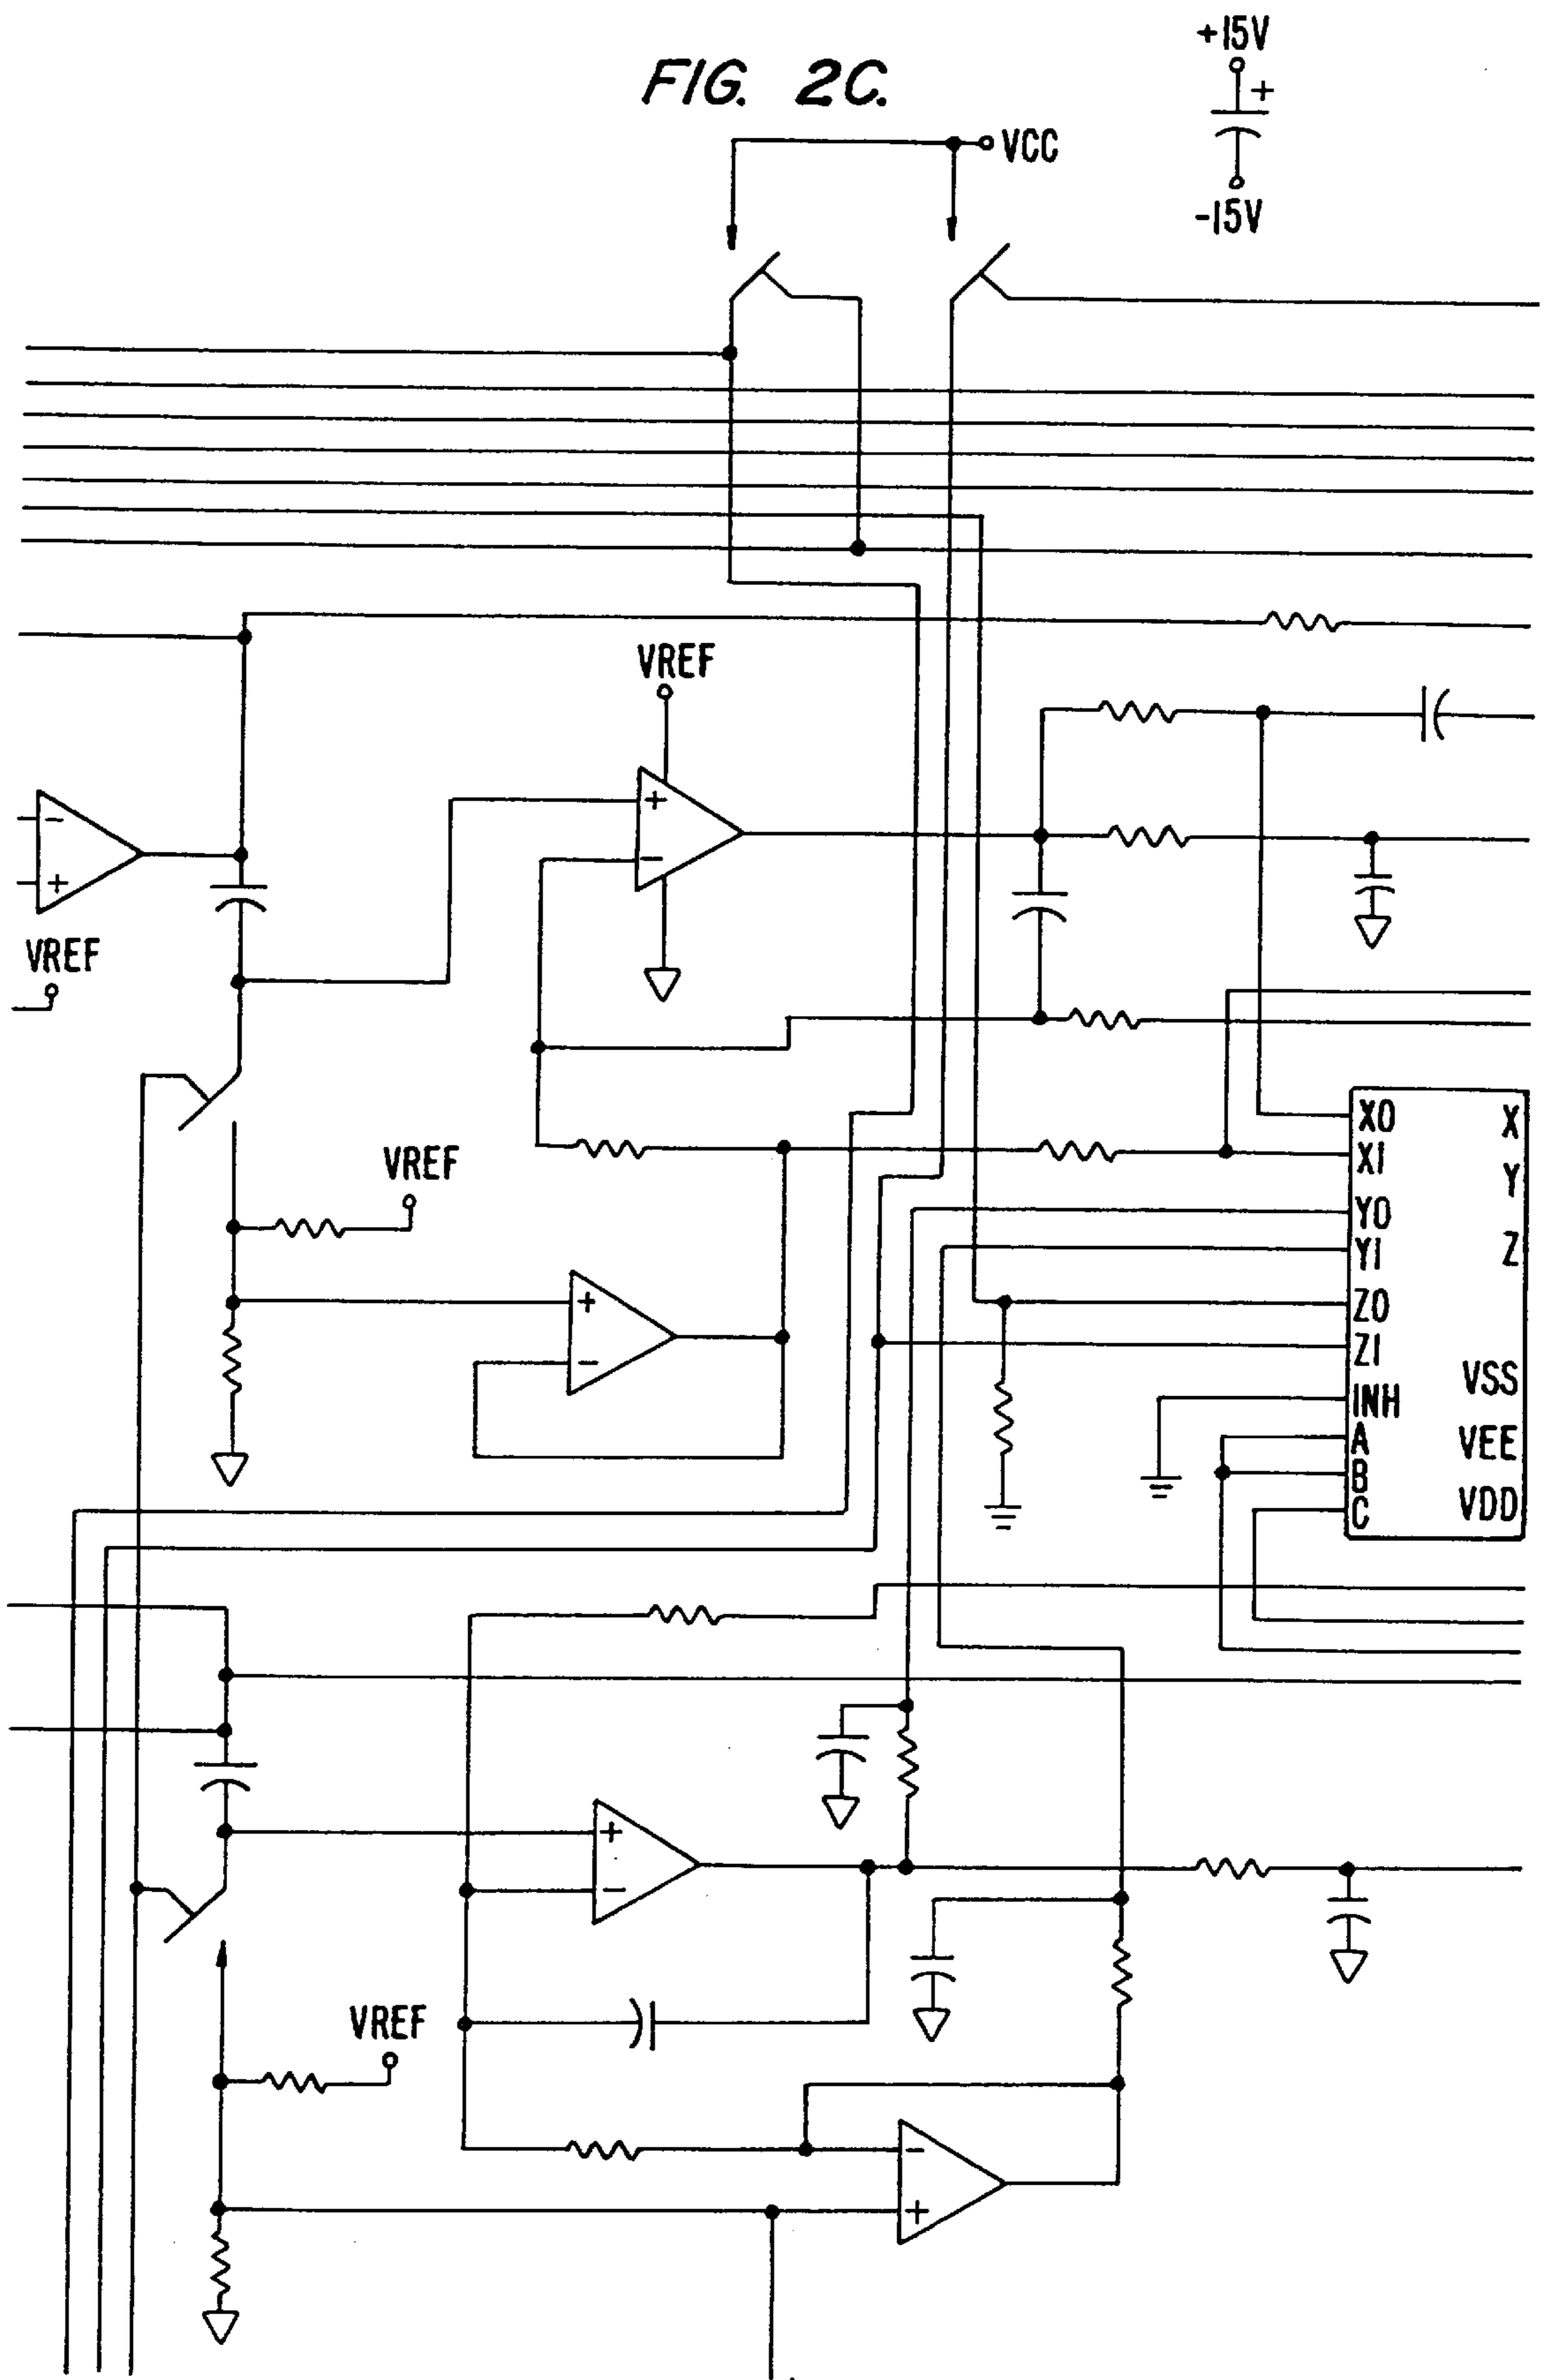 +15V
FIG. 2C.
+
VCC
-15V
VREF
+
-
-
+
VREF
X0 X
X1
VREF
Y
Y0
Y1 Z
+
Z0
-
Z1
VSS
INH
A VEE
B
C VDD
+
-
VREF
-
+